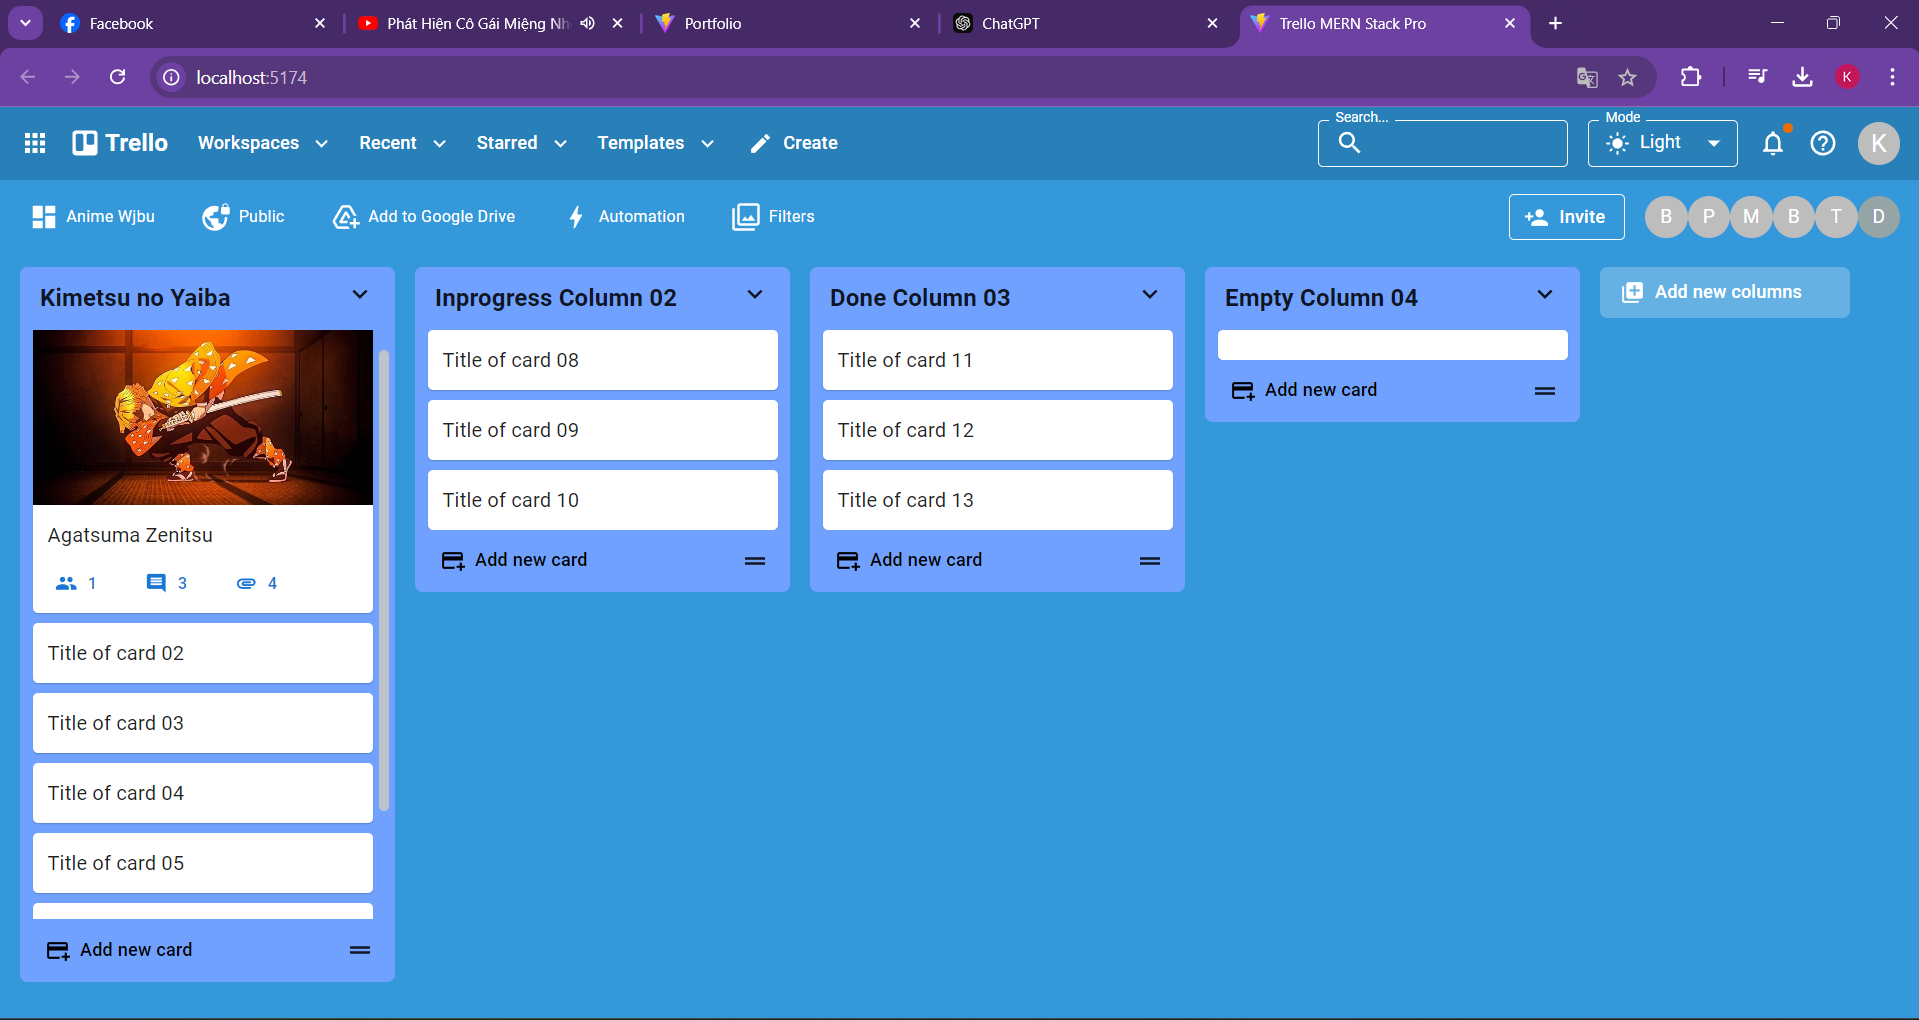 Facebook
Phát Hiện Cô Gái Miệng Nh
Portfolio
ChatGPT
Trello MERN Stack Pro
localhost:5174
K
Trello
Workspaces
Recent
Starred
Templates
Create
Search...
Mode
Light
K
Anime Wjbu
Public
Add to Google Drive
Automation
Filters
Invite
B
P
M
B
T
D
Kimetsu no Yaiba
Agatsuma Zenitsu
1
3
4
Title of card 02
Title of card 03
Title of card 04
Title of card 05
Add new card
Inprogress Column 02
Title of card 08
Title of card 09
Title of card 10
Add new card
Done Column 03
Title of card 11
Title of card 12
Title of card 13
Add new card
Empty Column 04
Add new card
Add new columns